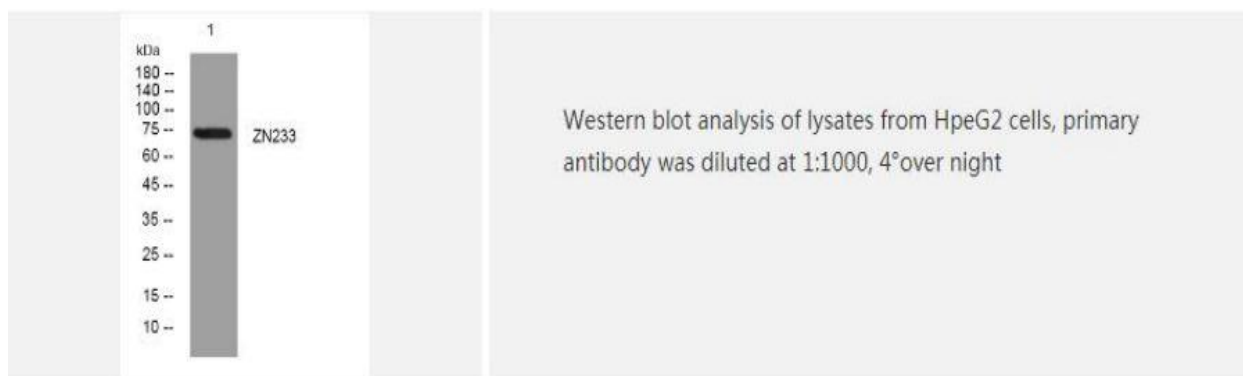 1
kDa
180 --
140 --
100 --
75 --
ZN233
60 --
45 --
35 --
25 --
15 --
10 --
Western blot analysis of lysates from HpeG2 cells, primary
antibody was diluted at 1:1000, 4°over night